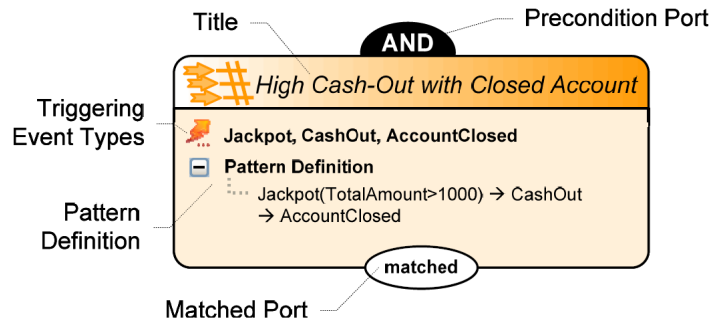 Title
Precondition Port
AND
High Cash-Out with Closed Account
Triggering
Event Types
Jackpot, CashOut, AccountClosed
Pattern Definition
Jackpot(TotalAmount>1000) → CashOut
→ AccountClosed
Pattern
Definition
matched
Matched Port